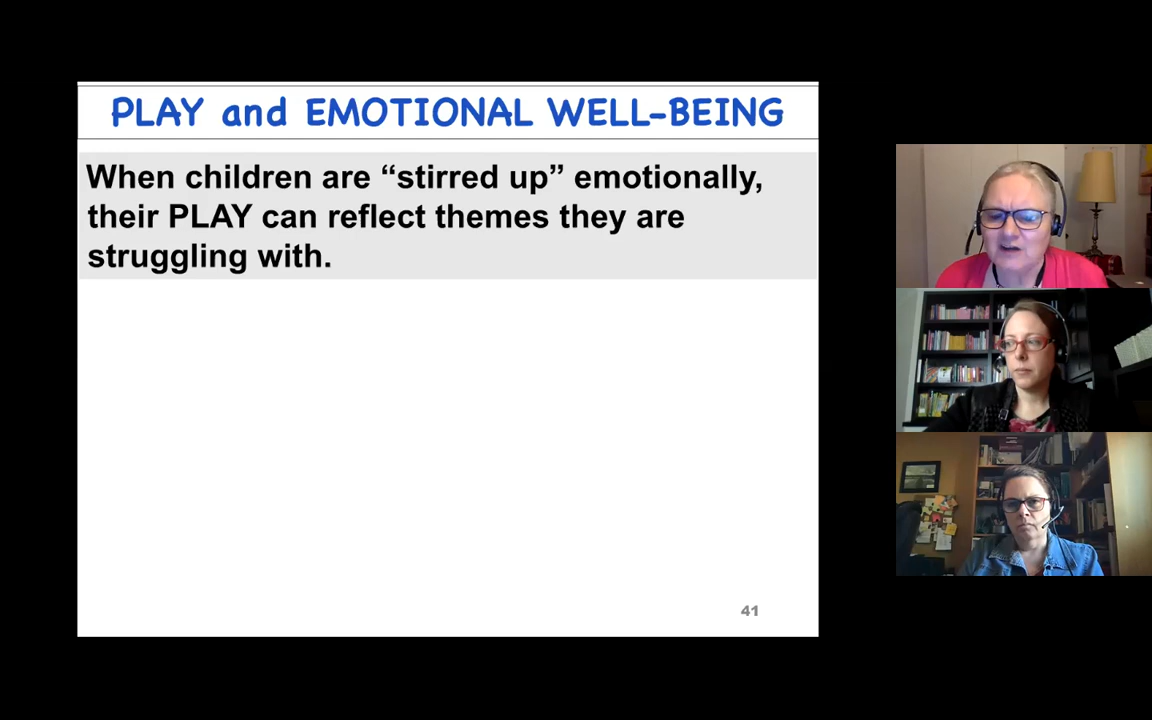 PLAY and EMOTIONAL WELL-BEING
When children are “stirred up” emotionally,
their PLAY can reflect themes they are
struggling with.
41